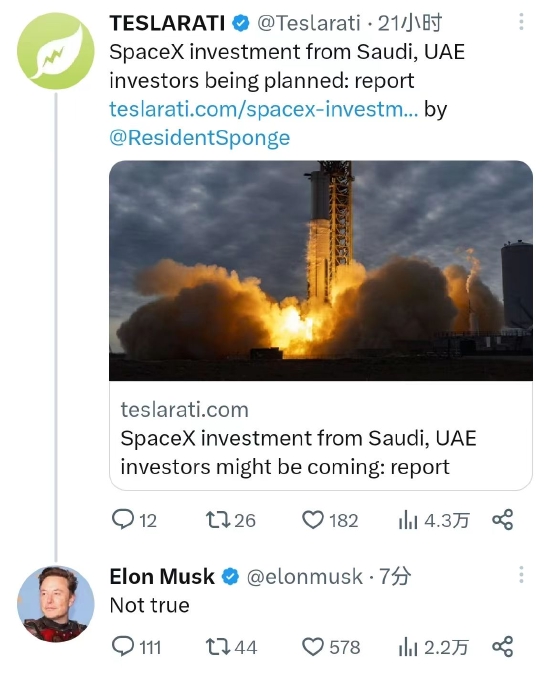 TESLARATI @Teslarati · 21小时
SpaceX investment from Saudi, UAE
investors being planned: report
teslarati.com/spacex-investm... by
@ResidentSponge
teslarati.com
SpaceX investment from Saudi, UAE
investors might be coming: report
12 26 182 4.3万
Elon Musk @elonmusk · 7分
Not true
111 44 578 2.2万